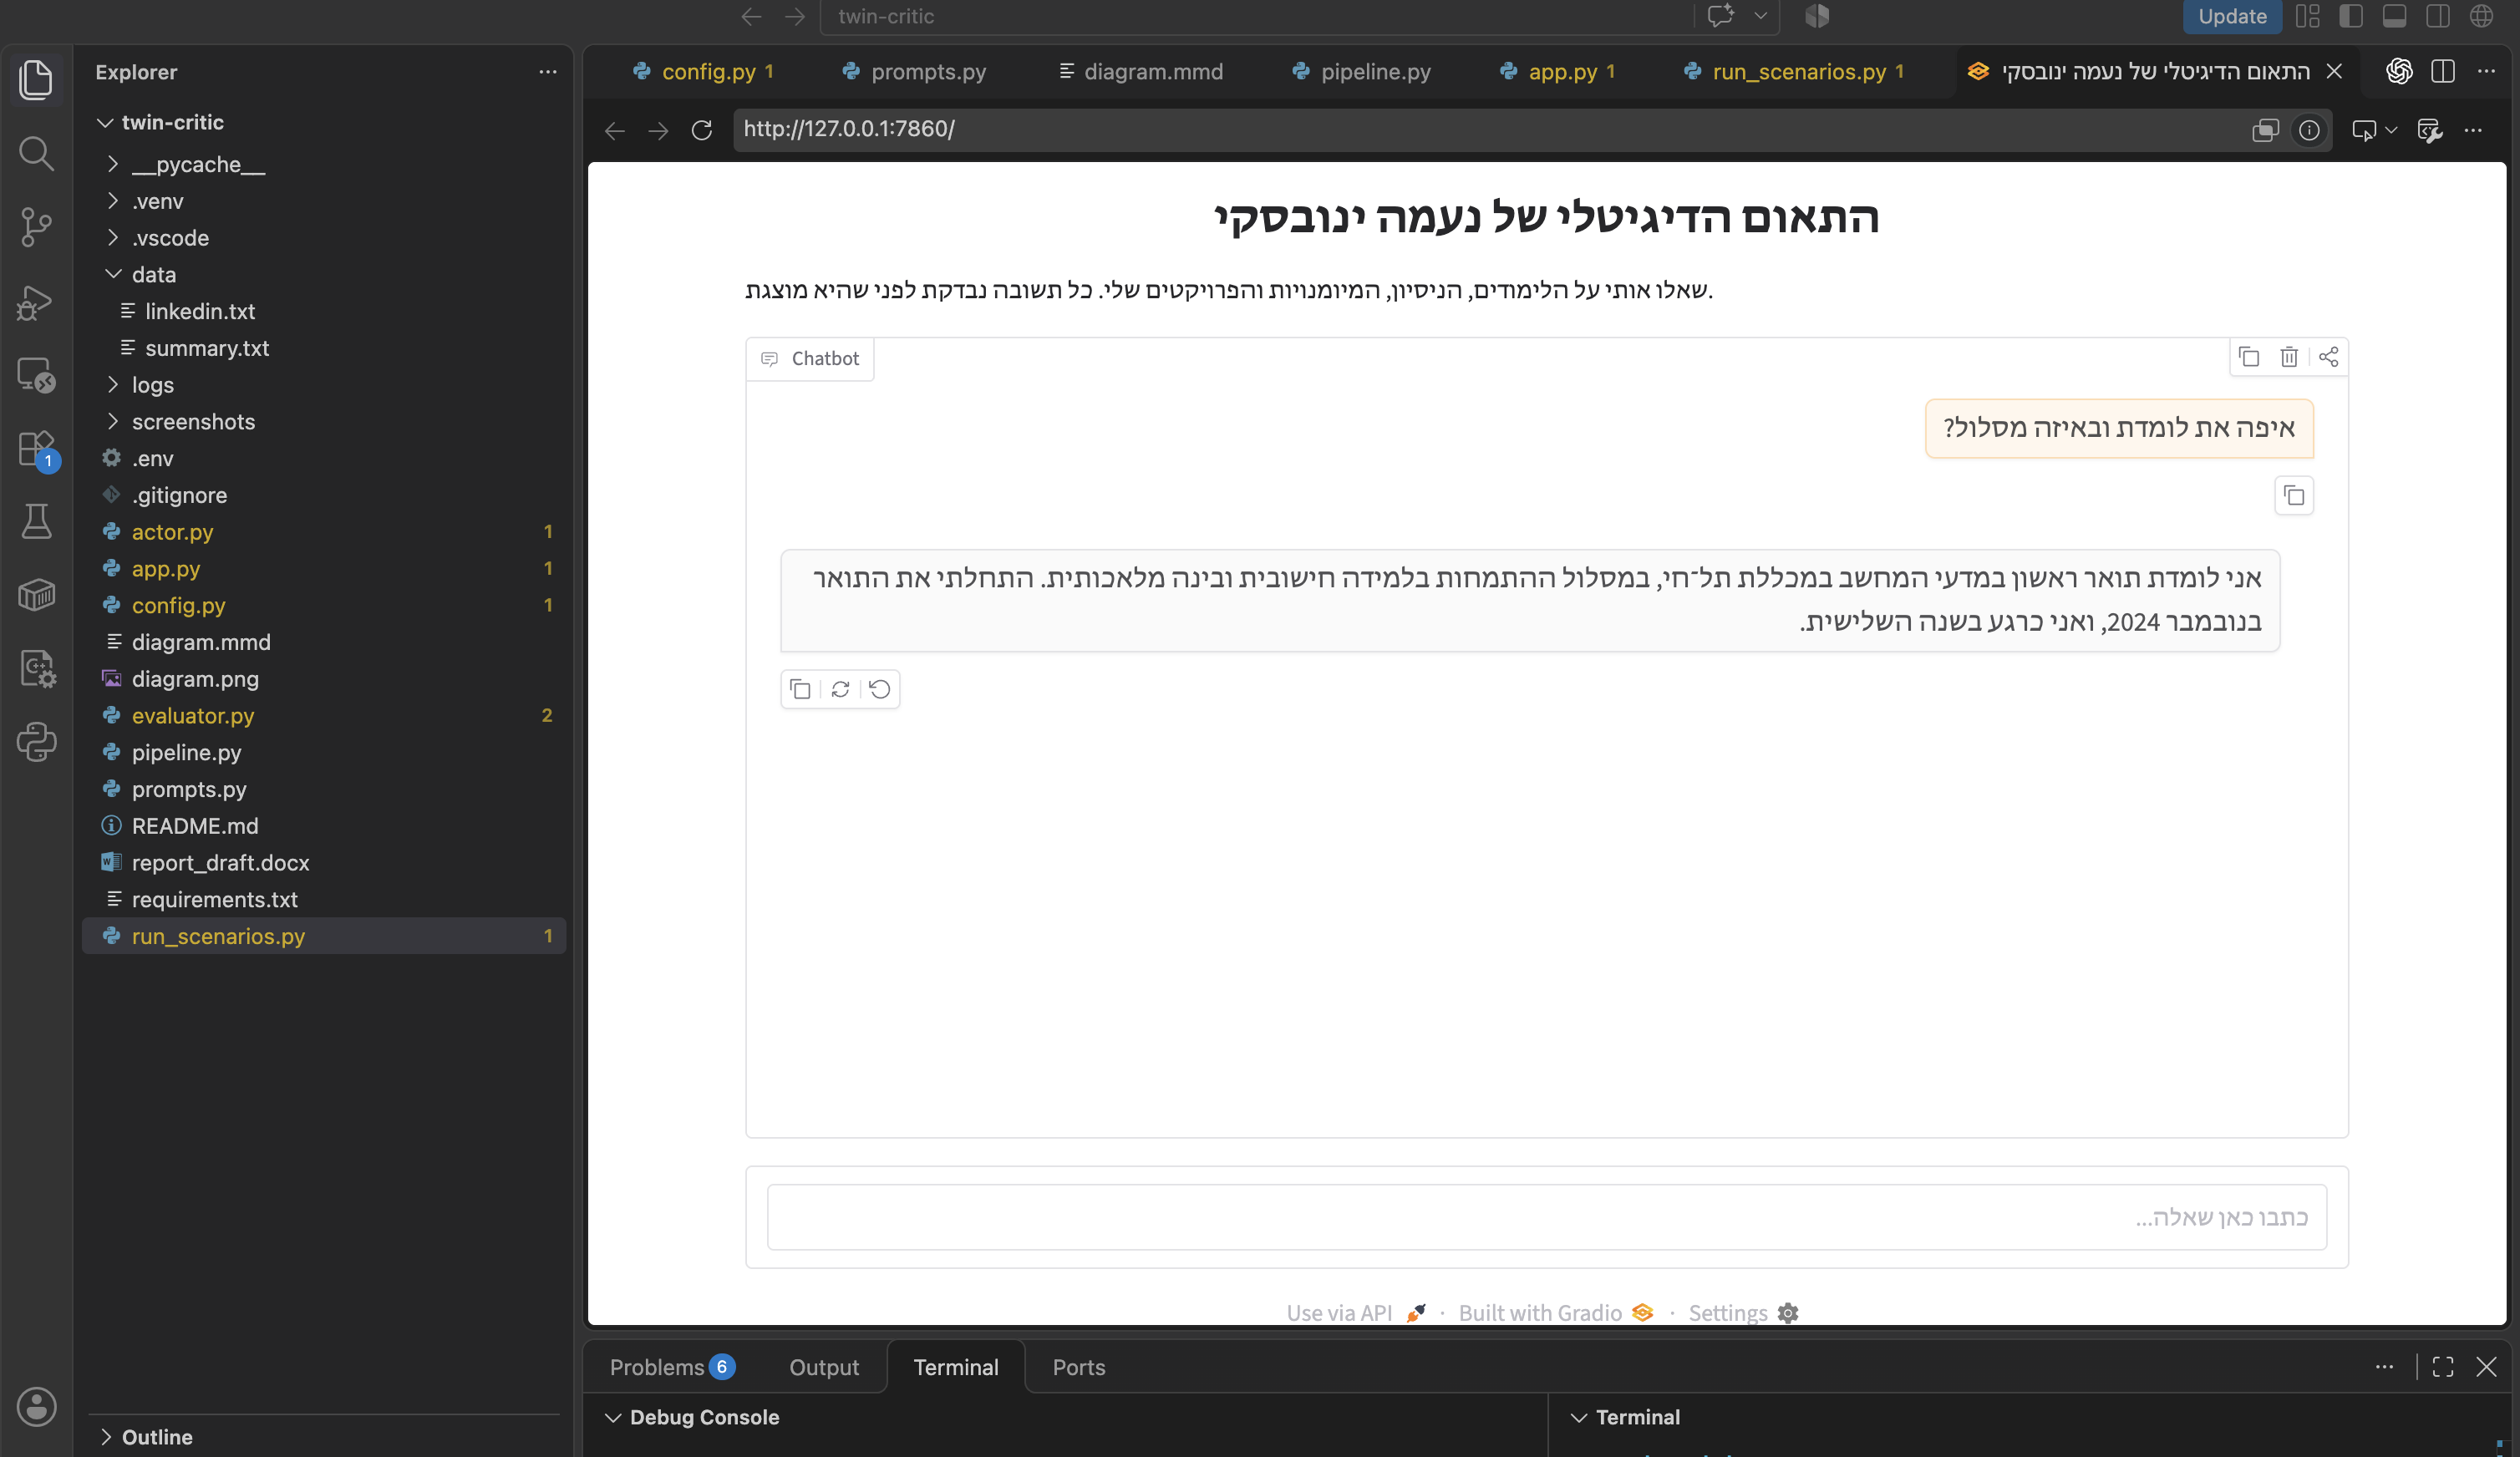 twin-critic
Update
Explorer
twin-critic
__pycache__
.venv
.vscode
data
linkedin.txt
summary.txt
logs
screenshots
.env
.gitignore
actor.py 1
app.py 1
config.py 1
diagram.mmd
diagram.png
evaluator.py 2
pipeline.py
prompts.py
README.md
report_draft.docx
requirements.txt
run_scenarios.py 1
Outline
1
config.py 1
prompts.py
diagram.mmd
pipeline.py
app.py 1
run_scenarios.py 1
התאום הדיגיטלי של נעמה ינובסקי
http://127.0.0.1:7860/
התאום הדיגיטלי של נעמה ינובסקי
שאלו אותי על הלימודים, הניסיון, המיומנויות והפרויקטים שלי. כל תשובה נבדקת לפני שהיא מוצגת.
Chatbot
איפה את לומדת ובאיזה מסלול?
אני לומדת תואר ראשון במדעי המחשב במכללת תל־חי, במסלול ההתמחות בלמידה חישובית ובינה מלאכותית. התחלתי את התואר
בנובמבר 2024, ואני כרגע בשנה השלישית.
כתבו כאן שאלה...
Use via API · Built with Gradio · Settings
Problems 6
Output
Terminal
Ports
Debug Console
Terminal